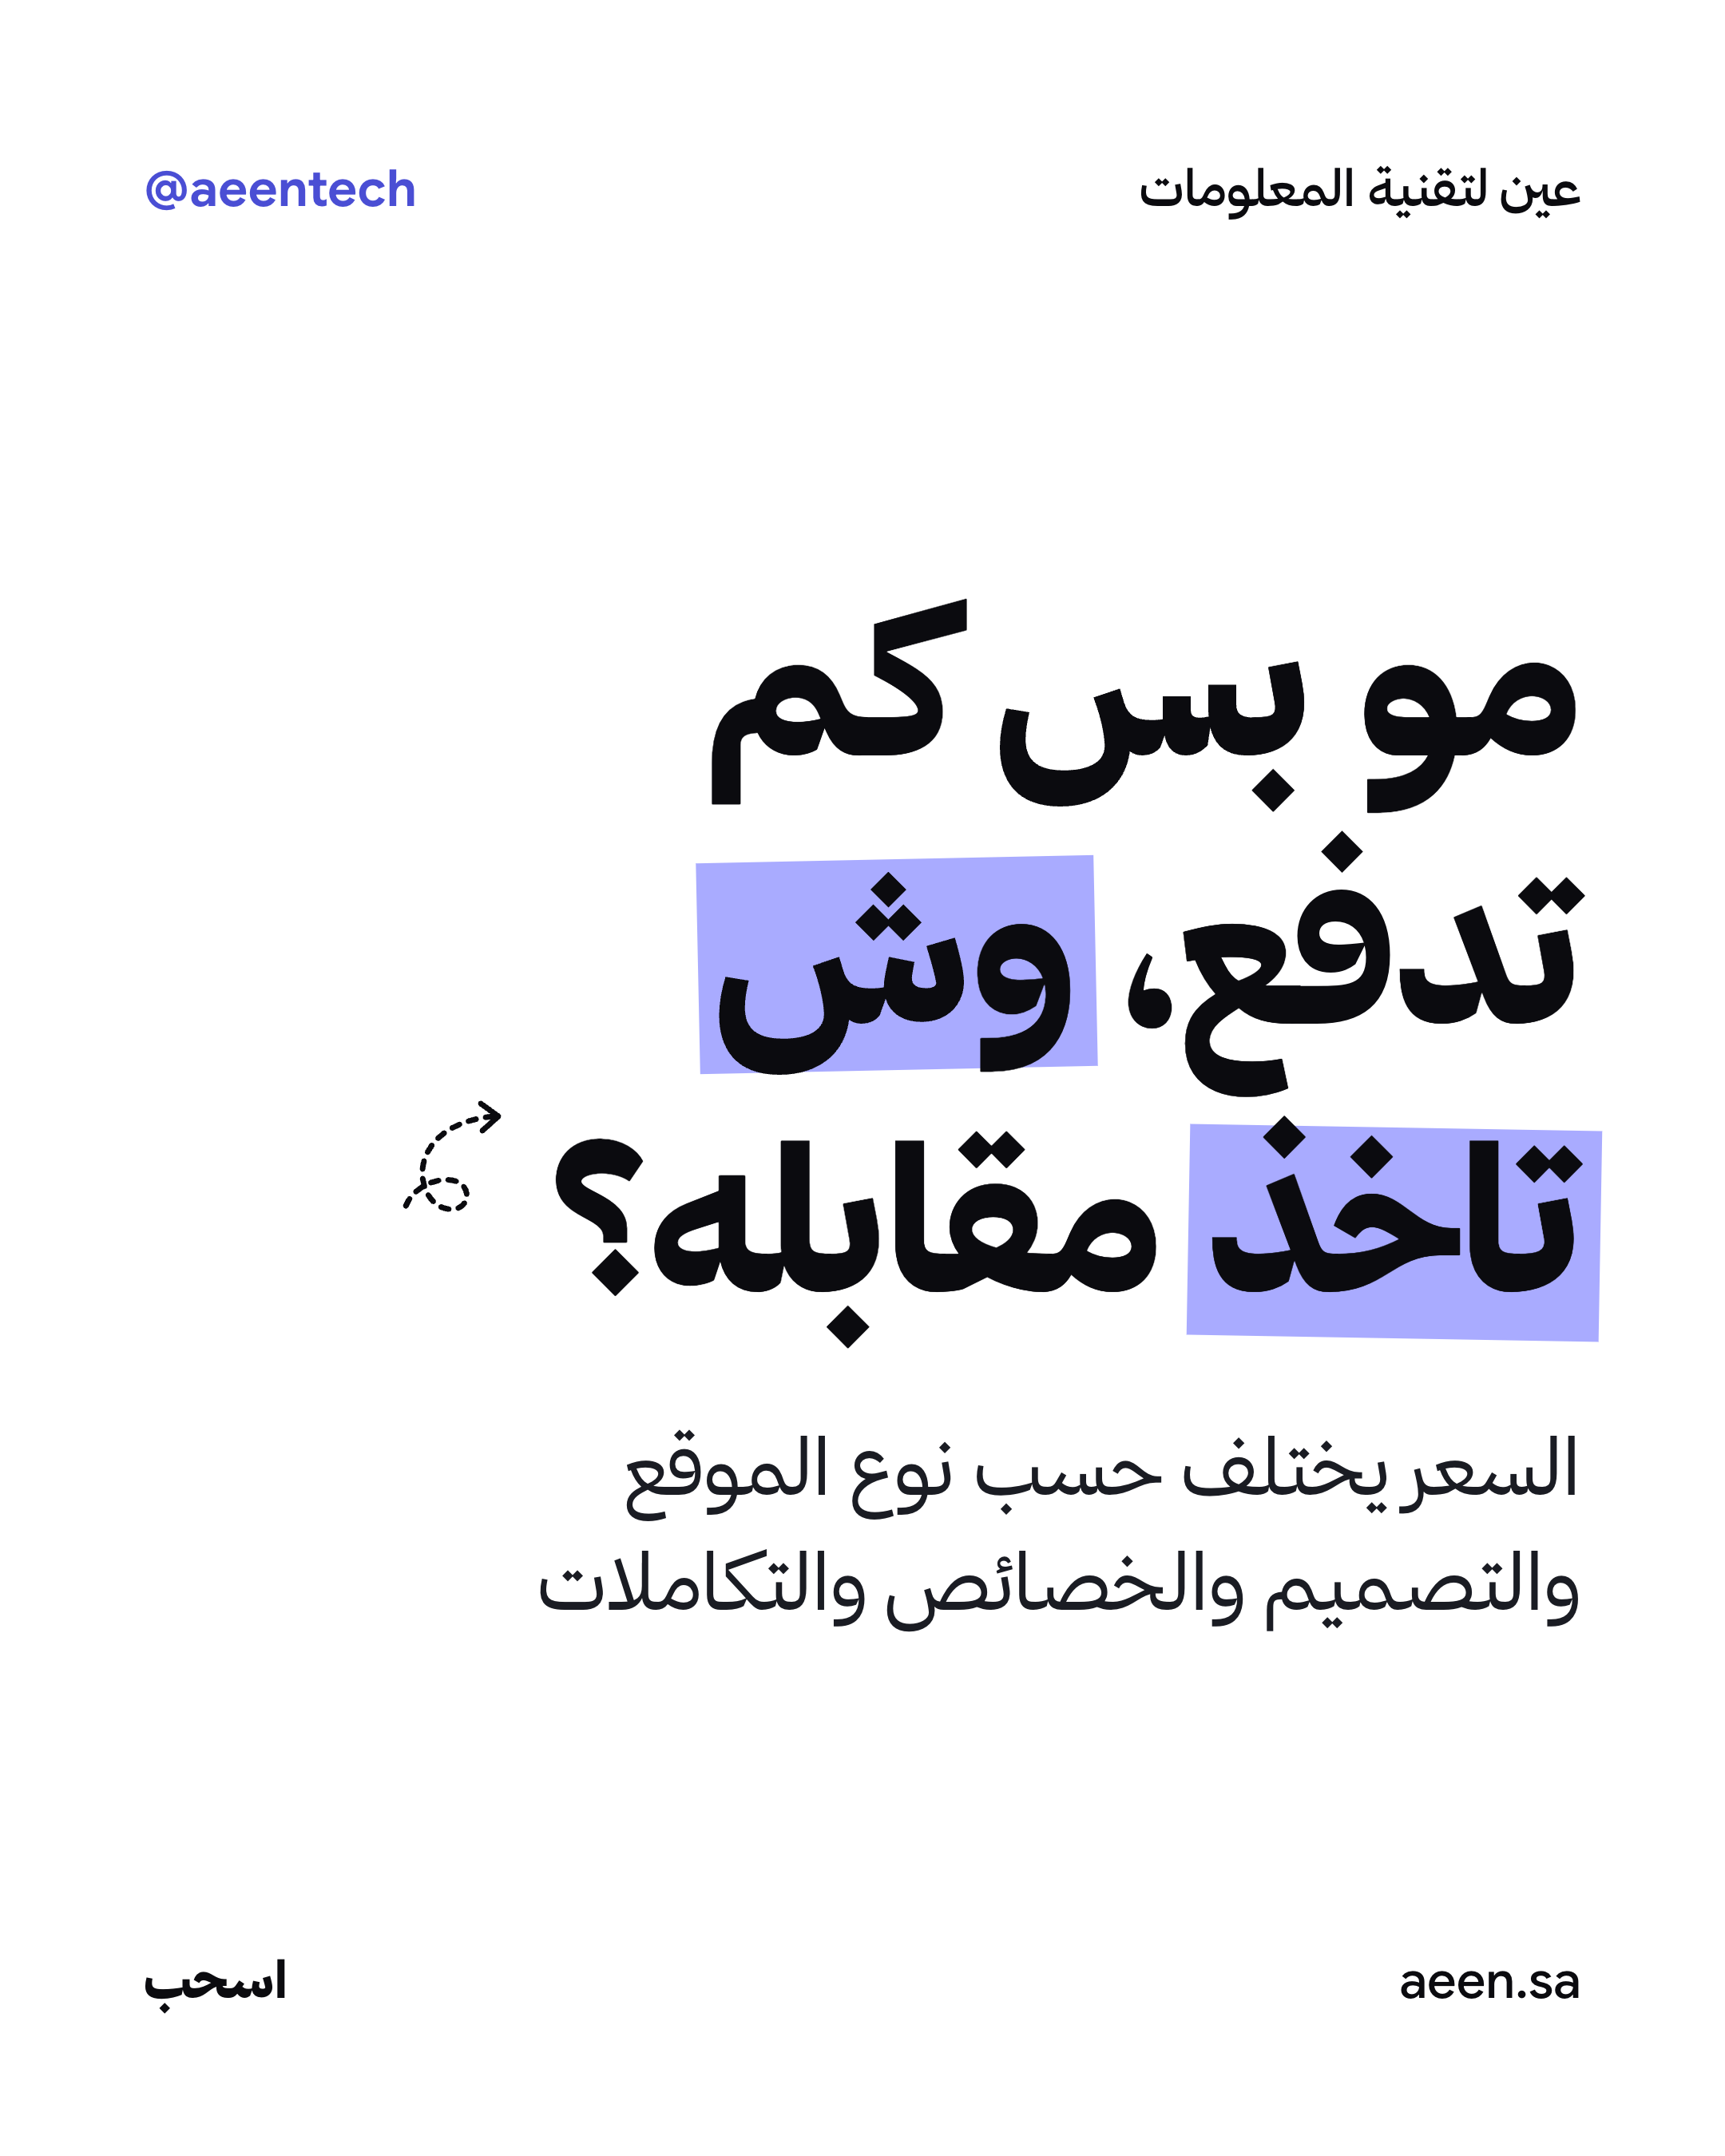 عين لتقنية المعلومات
@aeentech
مو بس كم
تدفع، وش
تاخذ مقابله؟
السعر يختلف حسب نوع الموقع
والتصميم والخصائص والتكاملات
aeen.sa
اسحب